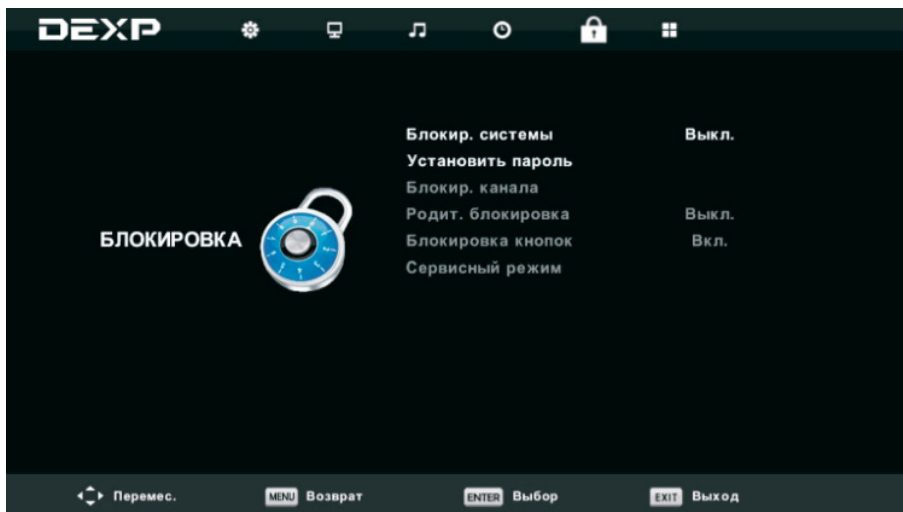 DEXP
Блокир. системы Выкл.
Установить пароль
Блокир. канала
Родит. блокировка Выкл.
БЛОКИРОВКА
Блокировка кнопок Вкл.
Сервисный режим
Перемес. MENU Возврат ENTER Выбор EXIT Выход